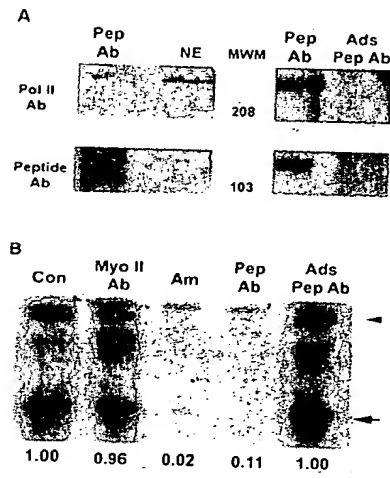 A
Pep Ab NE MWM Pep Ab Ads Pep Ab
Pol II Ab
208
Peptide Ab
103
B
Con Myo II Ab Am Pep Ab Ads Pep Ab
1.00 0.96 0.02 0.11 1.00